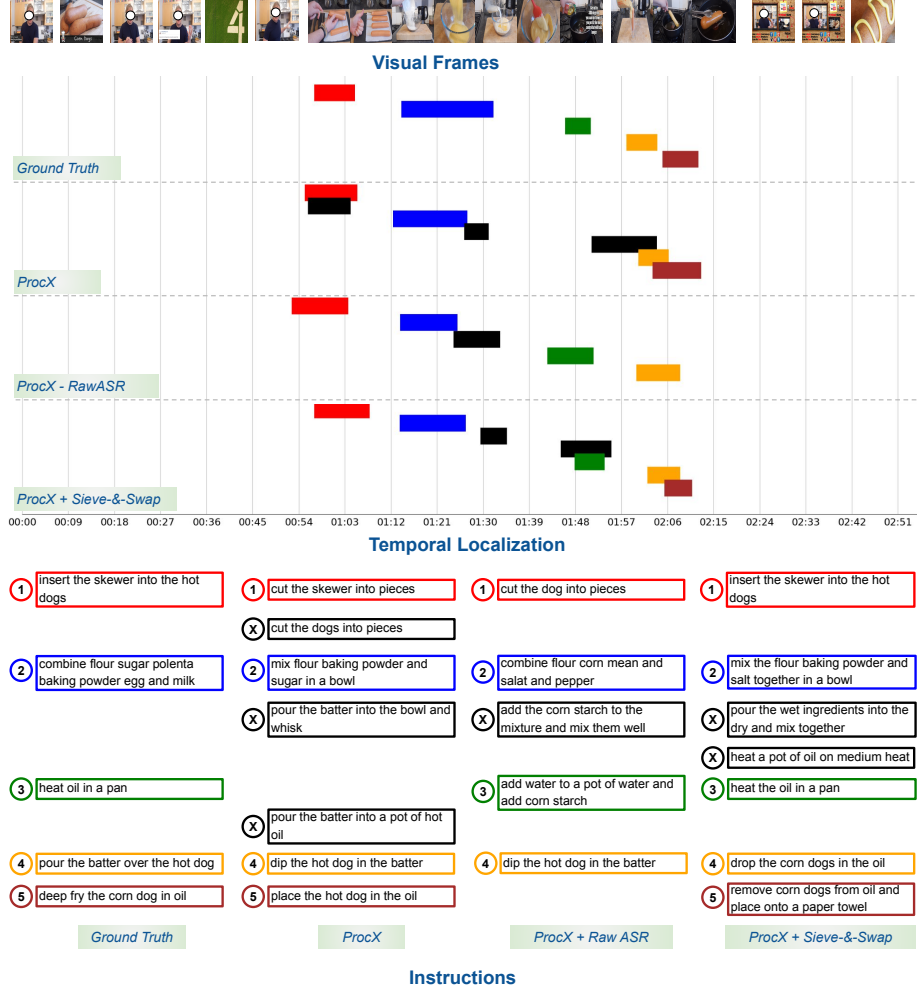 Visual Frames
Ground Truth
ProcX
ProcX - RawASR
ProcX + Sieve-&-Swap
00:00 00:09 00:18 00:27 00:36 00:45 00:54 01:03 01:12 01:21 01:30 01:39 01:48 01:57 02:06 02:15 02:24 02:33 02:42 02:51
Temporal Localization
1 insert the skewer into the hot
dogs
1 cut the skewer into pieces
1 cut the dog into pieces
1 insert the skewer into the hot
dogs
X cut the dogs into pieces
2 combine flour sugar polenta
baking powder egg and milk
2 mix flour baking powder and
sugar in a bowl
2 combine flour corn mean and
salat and pepper
2 mix the flour baking powder and
salt together in a bowl
X pour the batter into the bowl and
whisk
X add the corn starch to the
mixture and mix them well
X pour the wet ingredients into the
dry and mix together
X heat a pot of oil on medium heat
3 heat oil in a pan
3 add water to a pot of water and
add corn starch
3 heat the oil in a pan
X pour the batter into a pot of hot
oil
4 pour the batter over the hot dog
4 dip the hot dog in the batter
4 dip the hot dog in the batter
4 drop the corn dogs in the oil
5 deep fry the corn dog in oil
5 place the hot dog in the oil
5 remove corn dogs from oil and
place onto a paper towel
Ground Truth
ProcX
ProcX + Raw ASR
ProcX + Sieve-&-Swap
Instructions